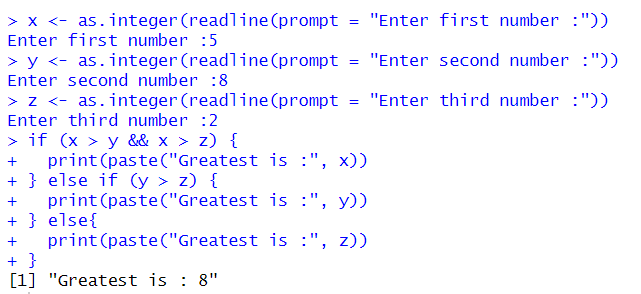 > x <- as.integer(readline(prompt = "Enter first number :"))
Enter first number :5
> y <- as.integer(readline(prompt = "Enter second number :"))
Enter second number :8
> z <- as.integer(readline(prompt = "Enter third number :"))
Enter third number :2
> if (x > y && x > z) {
+   print(paste("Greatest is :", x))
+ } else if (y > z) {
+   print(paste("Greatest is :", y))
+ } else{
+   print(paste("Greatest is :", z))
+ }
[1] "Greatest is : 8"